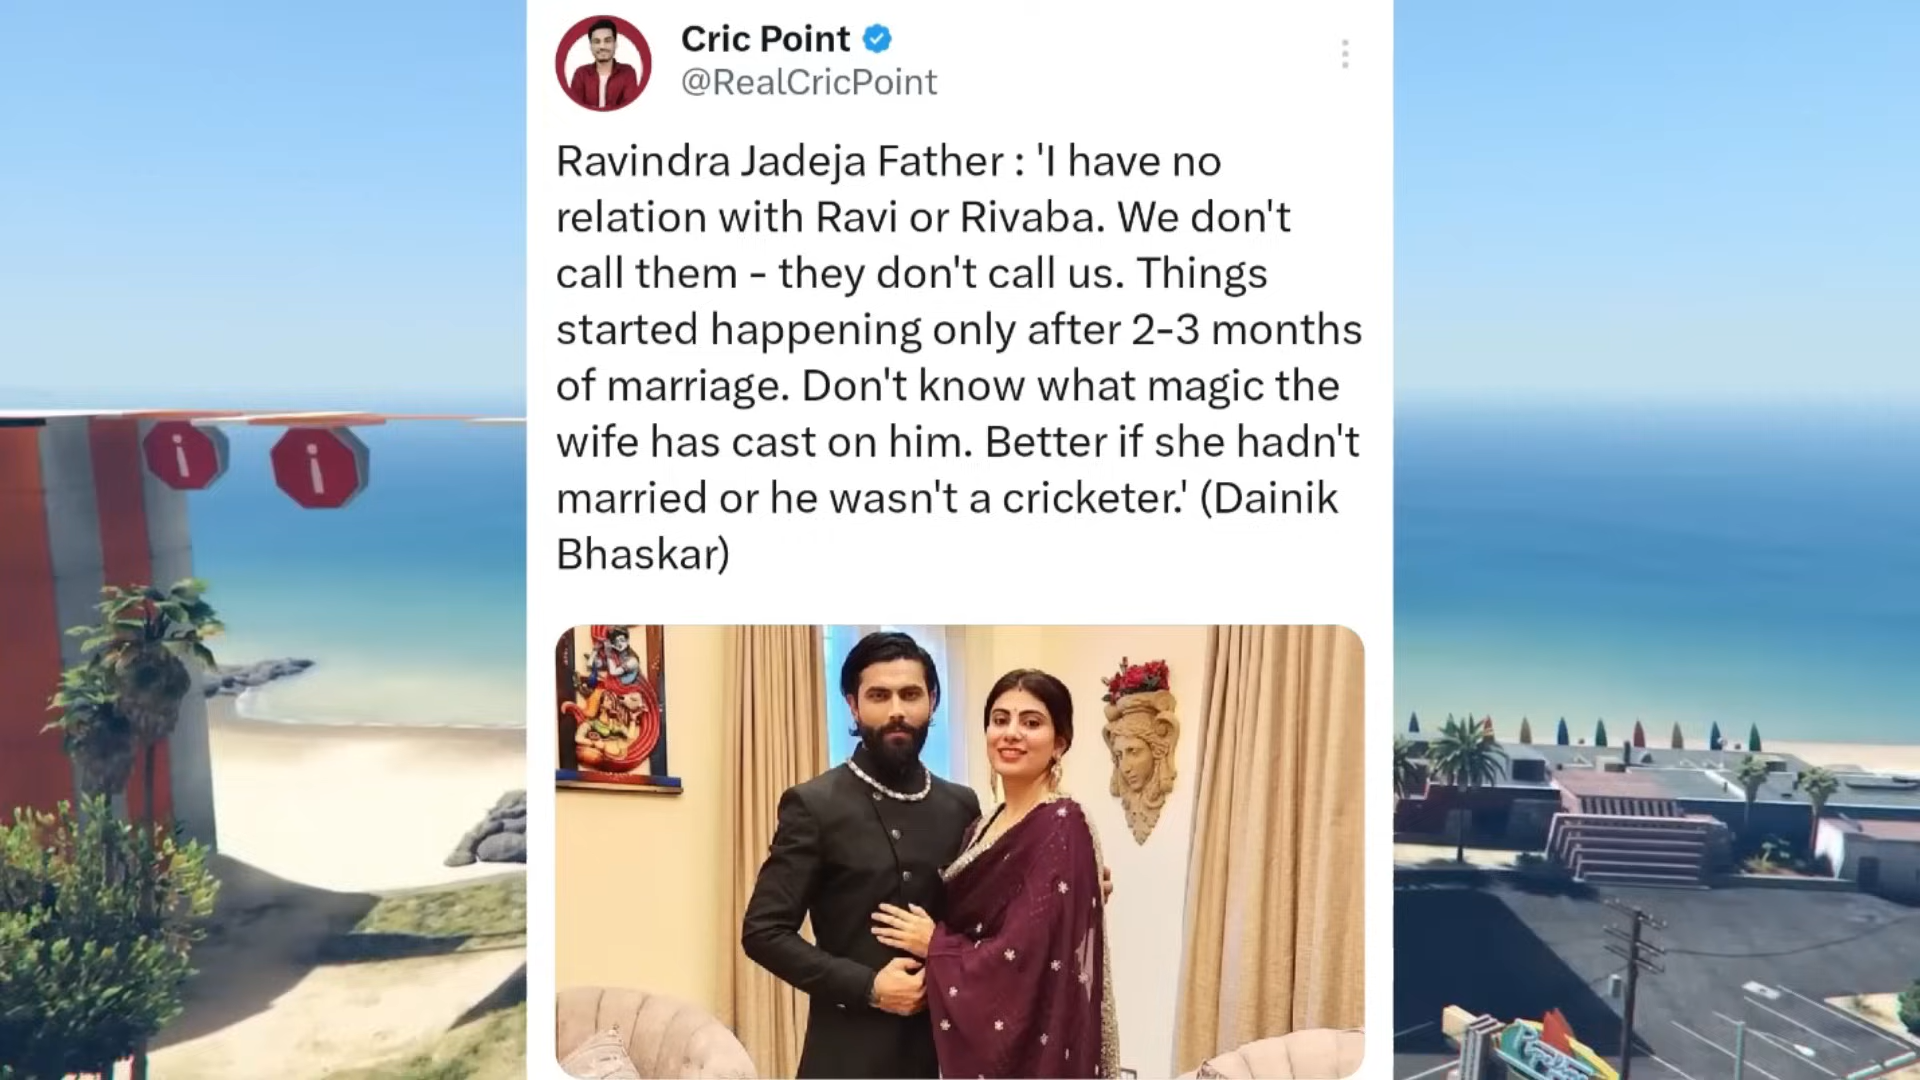 Cric Point
@RealCricPoint
Ravindra Jadeja Father : 'I have no
relation with Ravi or Rivaba. We don't
call them - they don't call us. Things
started happening only after 2-3 months
of marriage. Don't know what magic the
wife has cast on him. Better if she hadn't
married or he wasn't a cricketer.' (Dainik
Bhaskar)
i
i